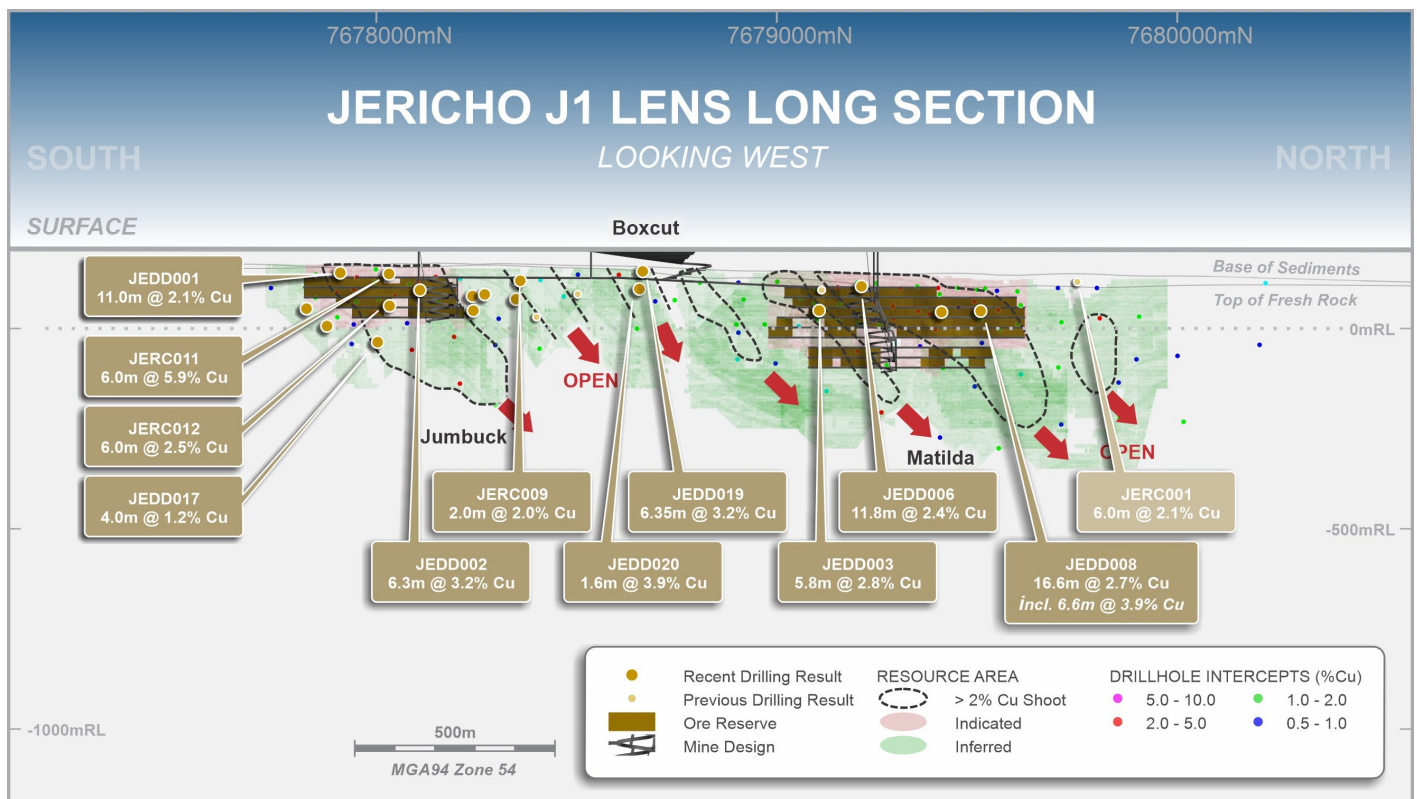 7678000mN
7679000mN
7680000mN
JERICHO J1 LENS LONG SECTION
SOUTH
LOOKING WEST
NORTH
SURFACE
Boxcut
Base of Sediments
Top of Fresh Rock
0mRL
JEDD001
11.0m @ 2.1% Cu
JERC011
6.0m @ 5.9% Cu
JERC012
6.0m @ 2.5% Cu
JEDD017
4.0m @ 1.2% Cu
OPEN
Jumbuck
Matilda
OPEN
JERC009
2.0m @ 2.0% Cu
JEDD019
6.35m @ 3.2% Cu
JEDD006
11.8m @ 2.4% Cu
JERC001
6.0m @ 2.1% Cu
-500mRL
JEDD002
6.3m @ 3.2% Cu
JEDD020
1.6m @ 3.9% Cu
JEDD003
5.8m @ 2.8% Cu
JEDD008
16.6m @ 2.7% Cu
incl. 6.6m @ 3.9% Cu
-1000mRL
500m
MGA94 Zone 54
Recent Drilling Result
Previous Drilling Result
Ore Reserve
Mine Design
RESOURCE AREA
> 2% Cu Shoot
Indicated
Inferred
DRILLHOLE INTERCEPTS (%Cu)
5.0 - 10.0
1.0 - 2.0
2.0 - 5.0
0.5 - 1.0